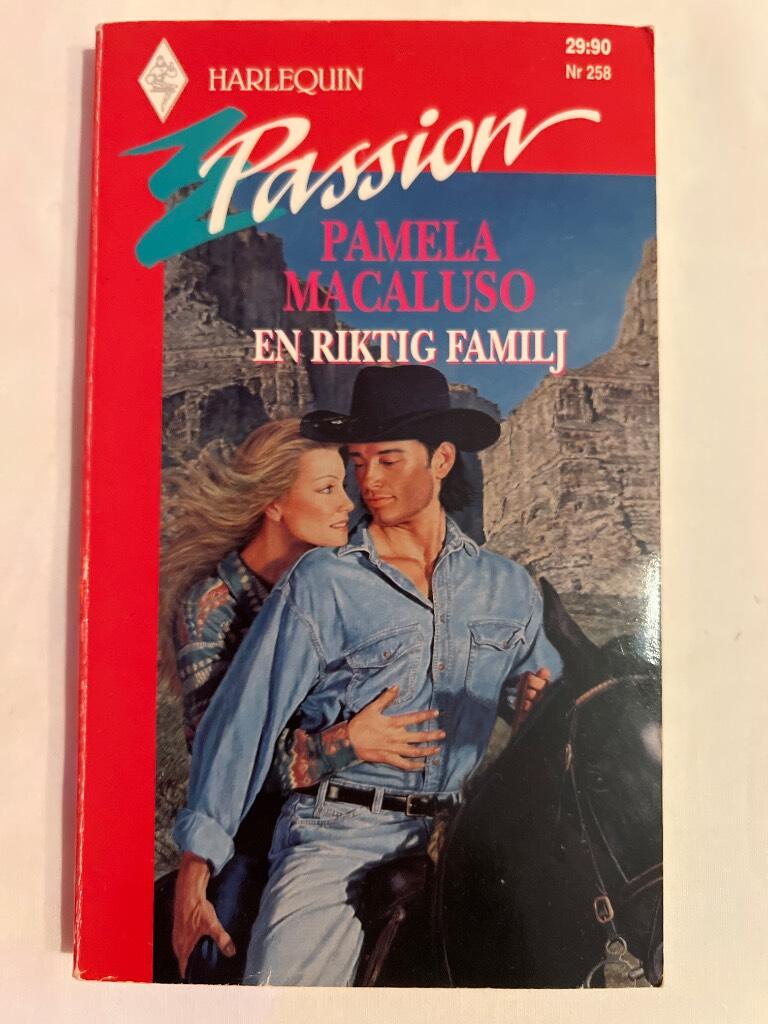 29:90
Nr 258
HARLEQUIN
Passion
PAMELA
MACALUSO
EN RIKTIG FAMILJ